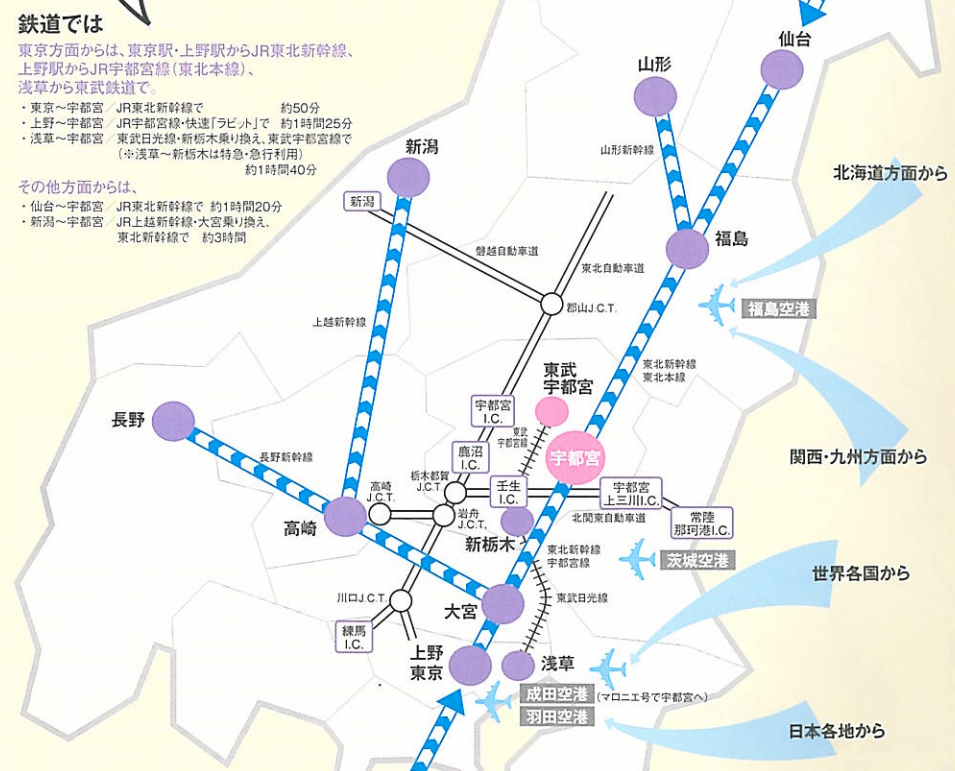 鉄道では
東京方面からは、東京駅・上野駅からJR東北新幹線、
上野駅からJR宇都宮線(東北本線)、
浅草から東武鉄道で。
・東京～宇都宮／JR東北新幹線で 約50分
・上野～宇都宮／JR宇都宮線・快速「ラビット」で 約1時間25分
・浅草～宇都宮／東武日光線・新栃木乗り換え、東武宇都宮線で
(※浅草～新栃木は特急・急行利用)
約1時間40分
その他方面からは、
・仙台～宇都宮／JR東北新幹線で 約1時間20分
・新潟～宇都宮／JR上越新幹線・大宮乗り換え、
東北新幹線で 約3時間
仙台
山形
山形新幹線
新潟
新潟
北海道方面から
福島
磐越自動車道
東北自動車道
郡山J.C.T.
福島空港
上越新幹線
東北新幹線
東北本線
東武
宇都宮
宇都宮
I.C.
長野
東武
宇都宮線
長野新幹線
鹿沼
I.C.
宇都宮
関西・九州方面から
栃木都賀
J.C.T.
高崎
J.C.T.
壬生
I.C.
宇都宮
上三川I.C.
高崎
岩舟
J.C.T.
北関東自動車道
常陸
那珂港I.C.
新栃木
東北新幹線
宇都宮線
茨城空港
世界各国から
川口J.C.T.
大宮
東武日光線
練馬
I.C.
上野
東京
浅草
成田空港
(マロニエ号で宇都宮へ)
羽田空港
日本各地から